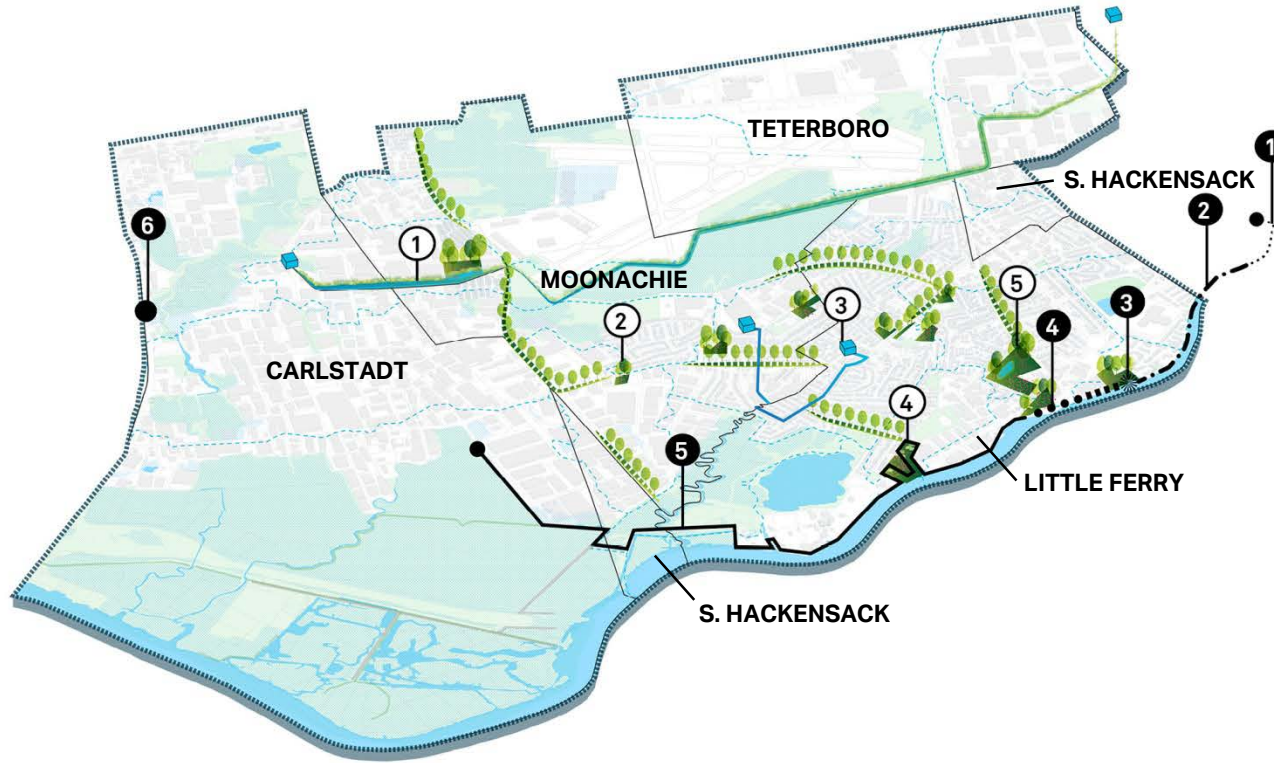 TETERBORO
1
S. HACKENSACK
2
6
1
MOONACHIE
5
2
3
4
3
CARLSTADT
4
5
LITTLE FERRY
S. HACKENSACK